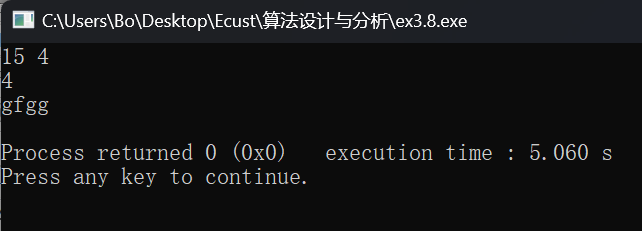 C:\Users\Bo\Desktop\Ecust\算法设计与分析\ex3.8.exe
15 4
4
gfgg
Process returned 0 (0x0)   execution time : 5.060 s
Press any key to continue.